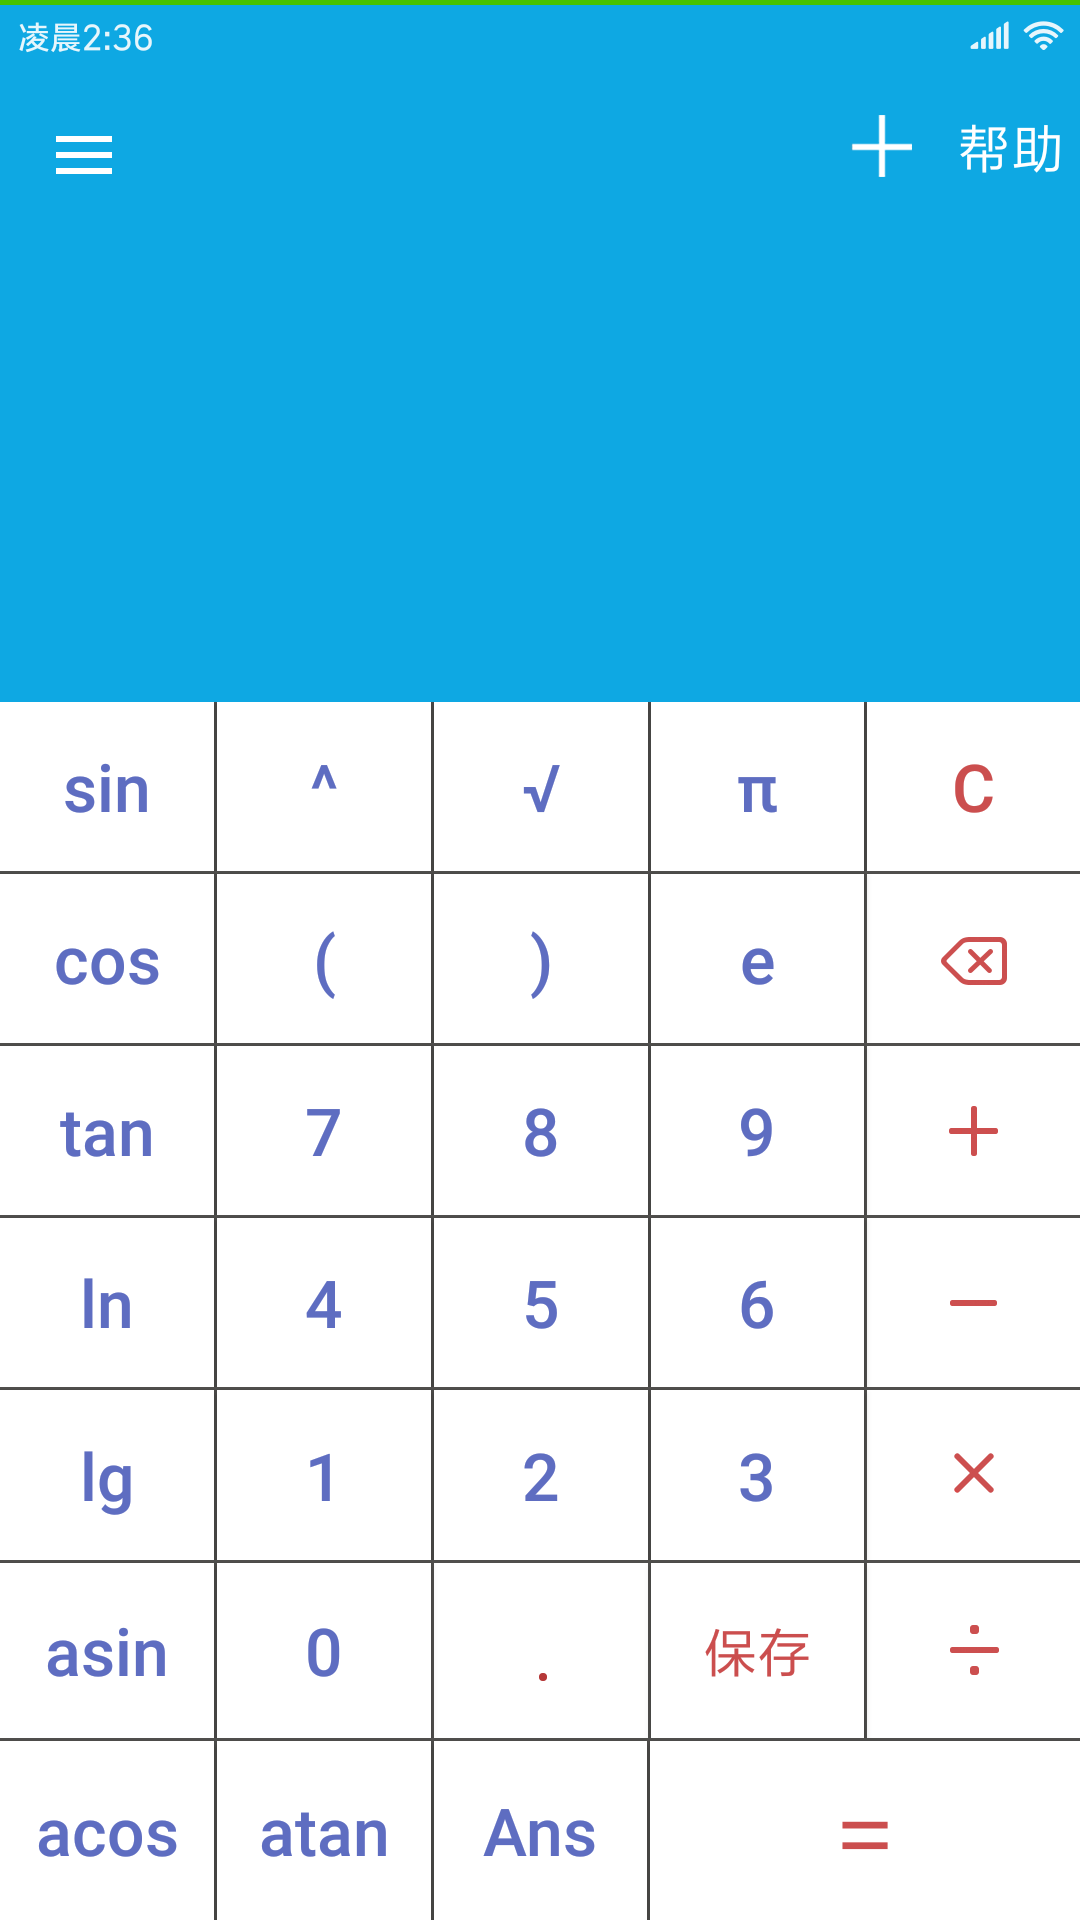 凌晨2:36
帮助
sin ^ √ π C
cos ( ) e
tan 7 8 9 +
ln 4 5 6 −
lg 1 2 3 ×
asin 0 . 保存 ÷
acos atan Ans =